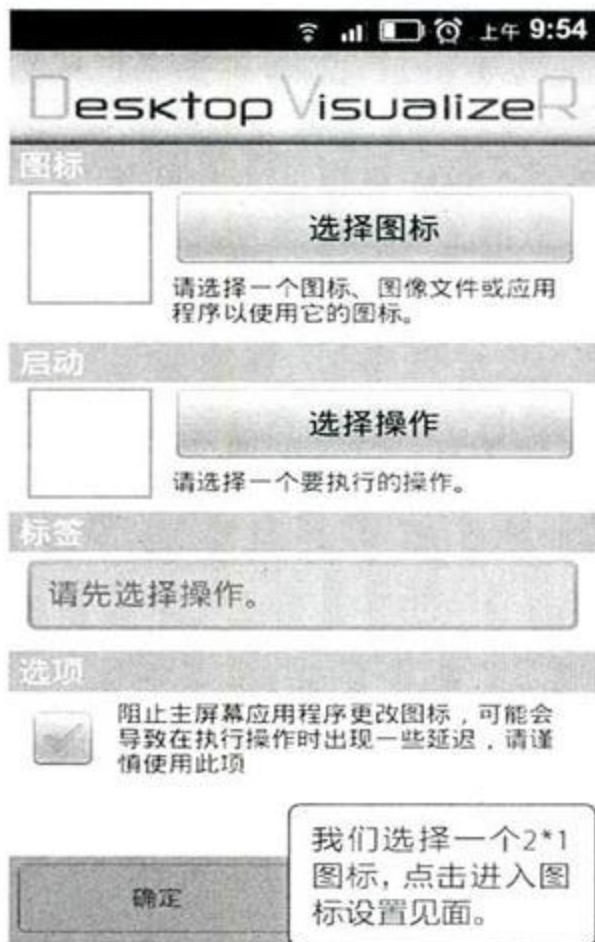 上午 9:54
Desktop VisualizeR
图标
选择图标
请选择一个图标、图像文件或应用
程序以使用它的图标。
启动
选择操作
请选择一个要执行的操作。
标签
请先选择操作。
选项
阻止主屏幕应用程序更改图标，可能会
导致在执行操作时出现一些延迟，请谨
慎使用此项
确定
我们选择一个2*1
图标，点击进入图
标设置见面。